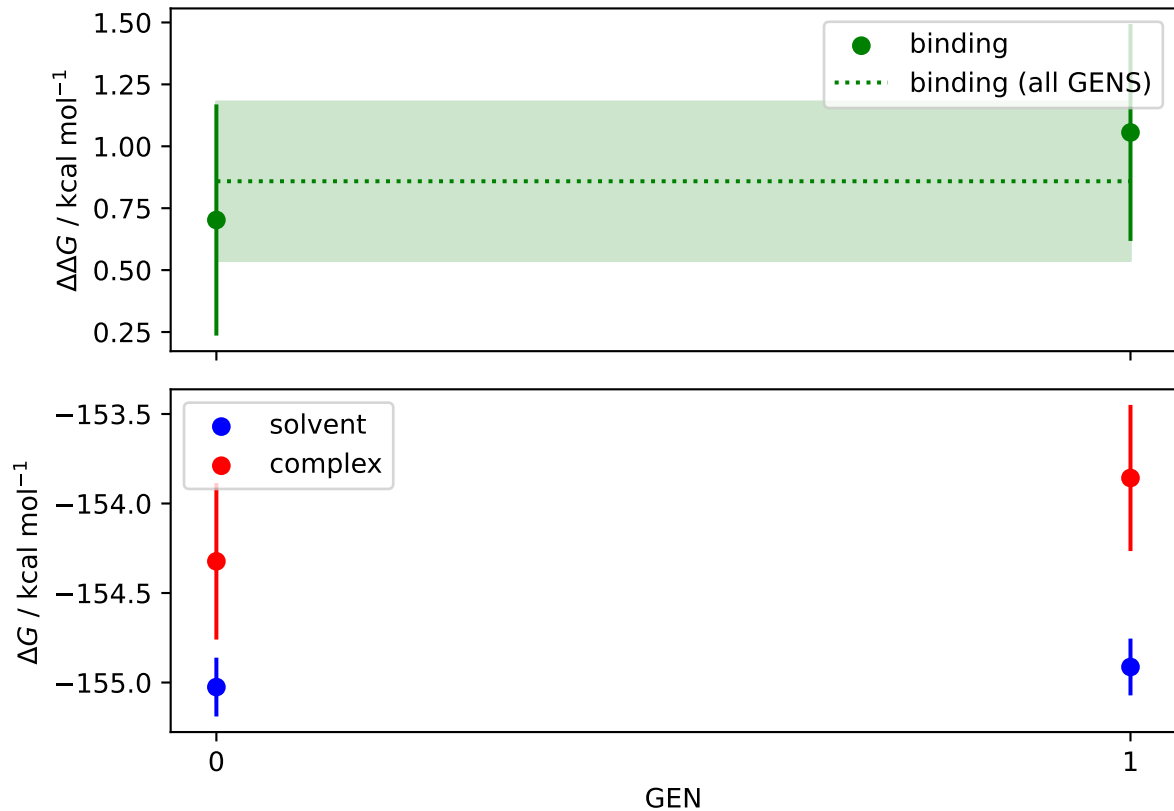 1.50
1.25
1.00
0.75
0.50
0.25
ΔΔG / kcal mol⁻¹
binding
binding (all GENS)
−153.5
−154.0
−154.5
−155.0
ΔG / kcal mol⁻¹
solvent
complex
0
1
GEN